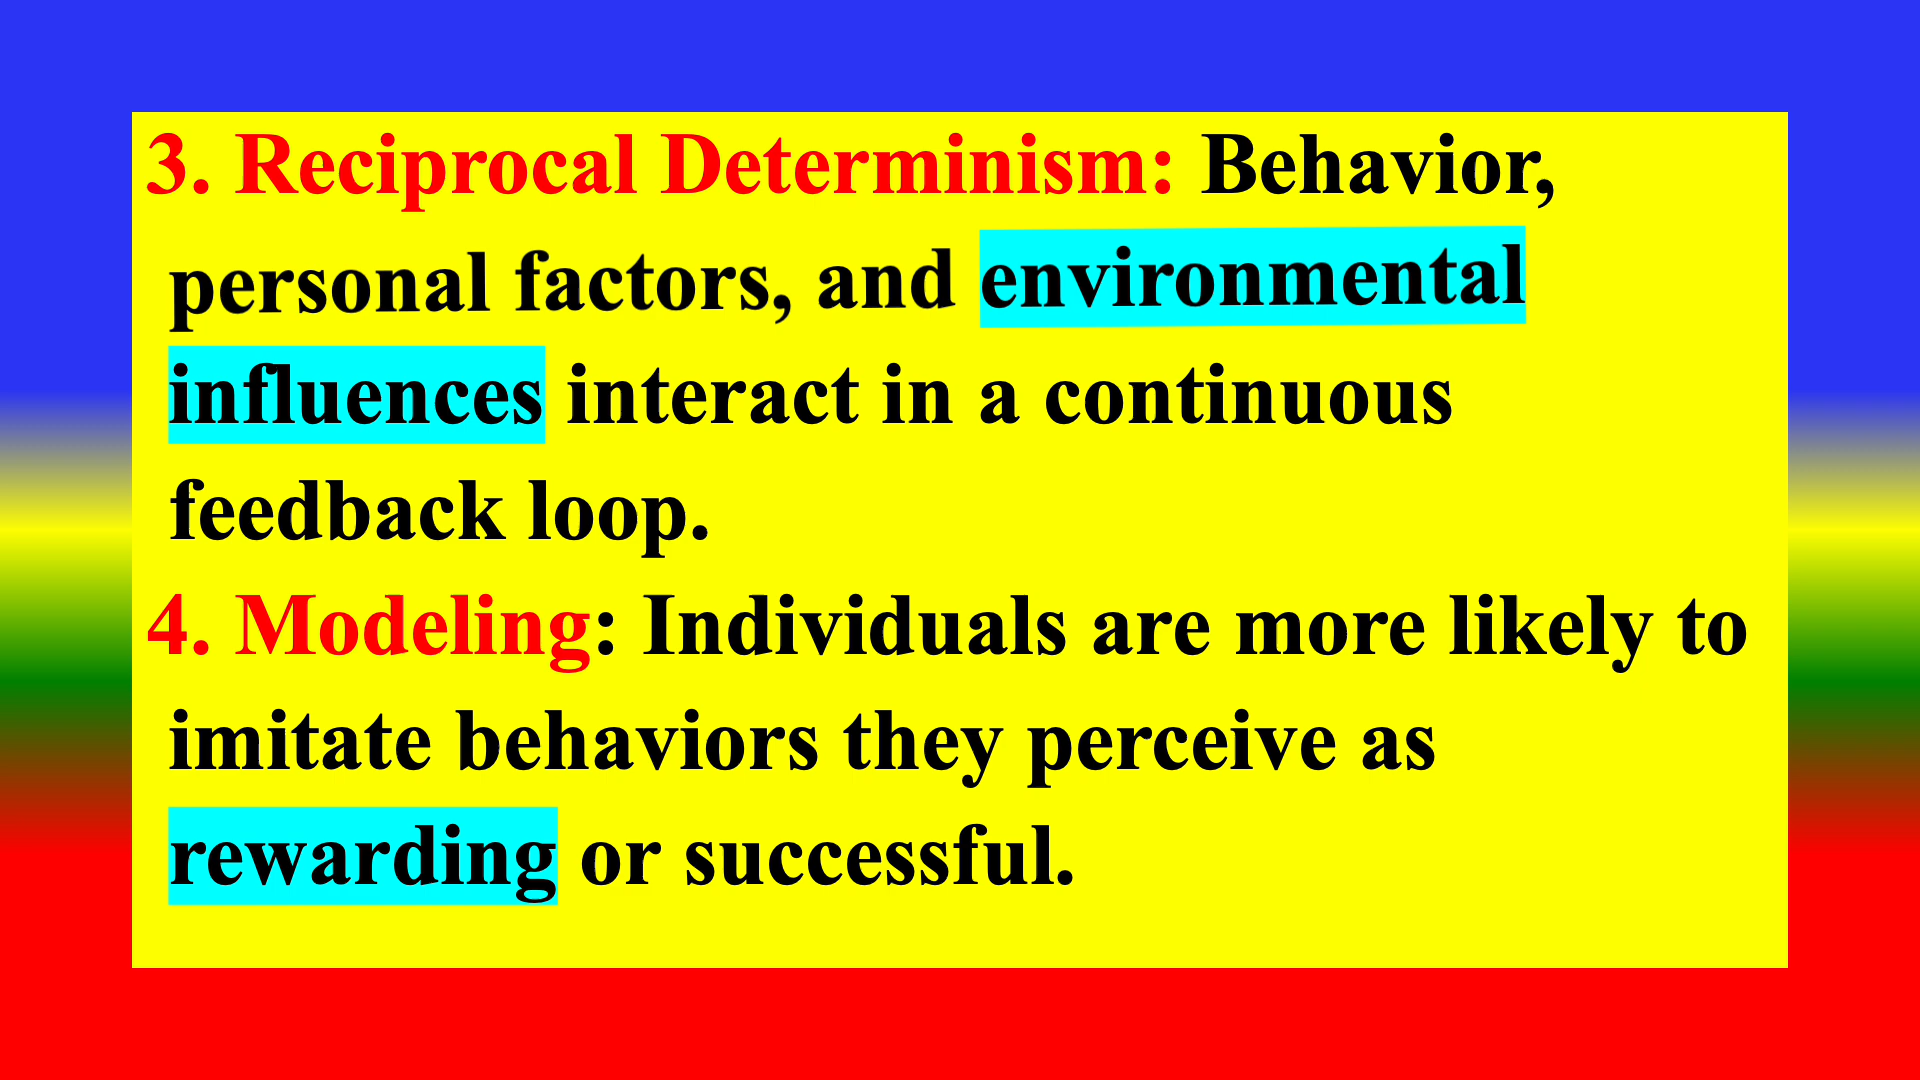 3. Reciprocal Determinism: Behavior,
personal factors, and environmental
influences interact in a continuous
feedback loop.
4. Modeling: Individuals are more likely to
imitate behaviors they perceive as
rewarding or successful.